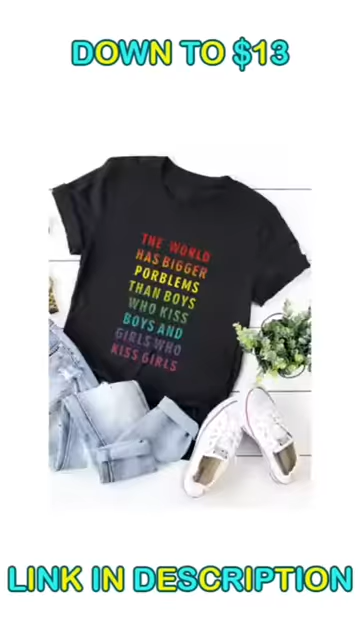 DOWN TO $13
THE WORLD
HAS BIGGER
PORBLEMS
THAN BOYS
WHO KISS
BOYS AND
GIRLS WHO
KISS GIRLS
LINK IN DESCRIPTION